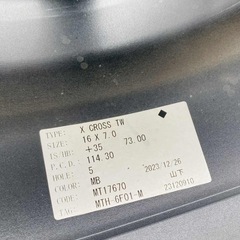 TYPE: X CROSS TW
SIZE: 16 X 7.0
IS/HB: +35 73.00
P.C.D.: 114.30
HOLE: 5
COLOR: MB 2023/12/26
CODE: MT17670 山下
TAG: MTH-6F01-M 23120910